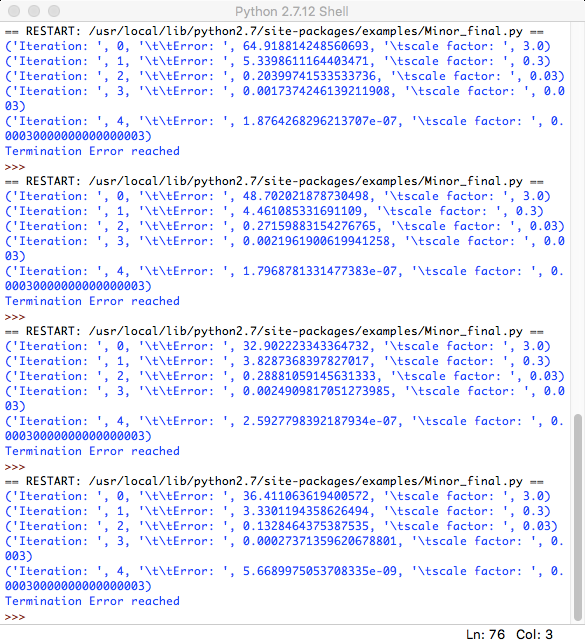 Python 2.7.12 Shell
== RESTART: /usr/local/lib/python2.7/site-packages/examples/Minor_final.py ==
('Iteration: ', 0, '\t\tError: ', 64.918814248560693, '\tscale factor: ', 3.0)
('Iteration: ', 1, '\t\tError: ', 5.3398611164403471, '\tscale factor: ', 0.3)
('Iteration: ', 2, '\t\tError: ', 0.20399741533533736, '\tscale factor: ', 0.03)
('Iteration: ', 3, '\t\tError: ', 0.0017374246139211908, '\tscale factor: ', 0.0
03)
('Iteration: ', 4, '\t\tError: ', 1.8764268296213707e-07, '\tscale factor: ', 0.
00030000000000000000003)
Termination Error reached
>>>
== RESTART: /usr/local/lib/python2.7/site-packages/examples/Minor_final.py ==
('Iteration: ', 0, '\t\tError: ', 48.702021878730498, '\tscale factor: ', 3.0)
('Iteration: ', 1, '\t\tError: ', 4.461085331691109, '\tscale factor: ', 0.3)
('Iteration: ', 2, '\t\tError: ', 0.27159883154276765, '\tscale factor: ', 0.03)
('Iteration: ', 3, '\t\tError: ', 0.0021961900619941258, '\tscale factor: ', 0.0
03)
('Iteration: ', 4, '\t\tError: ', 1.7968781331477383e-07, '\tscale factor: ', 0.
00030000000000000000003)
Termination Error reached
>>>
== RESTART: /usr/local/lib/python2.7/site-packages/examples/Minor_final.py ==
('Iteration: ', 0, '\t\tError: ', 32.902223343364732, '\tscale factor: ', 3.0)
('Iteration: ', 1, '\t\tError: ', 3.8287368397827017, '\tscale factor: ', 0.3)
('Iteration: ', 2, '\t\tError: ', 0.28881059145631333, '\tscale factor: ', 0.03)
('Iteration: ', 3, '\t\tError: ', 0.0024909817051273985, '\tscale factor: ', 0.0
03)
('Iteration: ', 4, '\t\tError: ', 2.5927798392187934e-07, '\tscale factor: ', 0.
00030000000000000000003)
Termination Error reached
>>>
== RESTART: /usr/local/lib/python2.7/site-packages/examples/Minor_final.py ==
('Iteration: ', 0, '\t\tError: ', 36.411063619400572, '\tscale factor: ', 3.0)
('Iteration: ', 1, '\t\tError: ', 3.3301194358626494, '\tscale factor: ', 0.3)
('Iteration: ', 2, '\t\tError: ', 0.1328464375387535, '\tscale factor: ', 0.03)
('Iteration: ', 3, '\t\tError: ', 0.00027371359620678801, '\tscale factor: ', 0.
003)
('Iteration: ', 4, '\t\tError: ', 5.6689975053708335e-09, '\tscale factor: ', 0.
00030000000000000000003)
Termination Error reached
>>>
Ln: 76 Col: 3